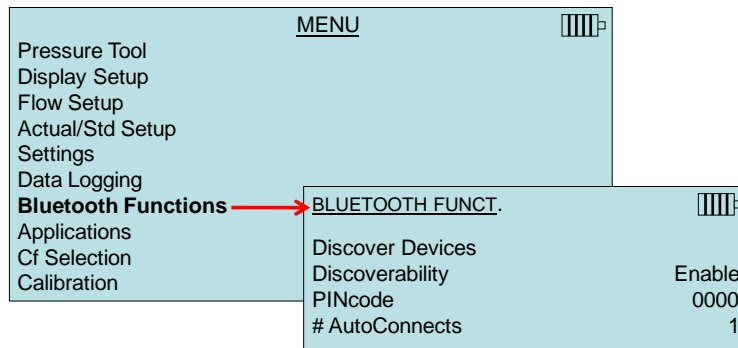 MENU
Pressure Tool
Display Setup
Flow Setup
Actual/Std Setup
Settings
Data Logging
Bluetooth Functions
Applications
Cf Selection
Calibration
BLUETOOTH FUNCT.
Discover Devices
Discoverability Enable
PINcode 0000
# AutoConnects 1